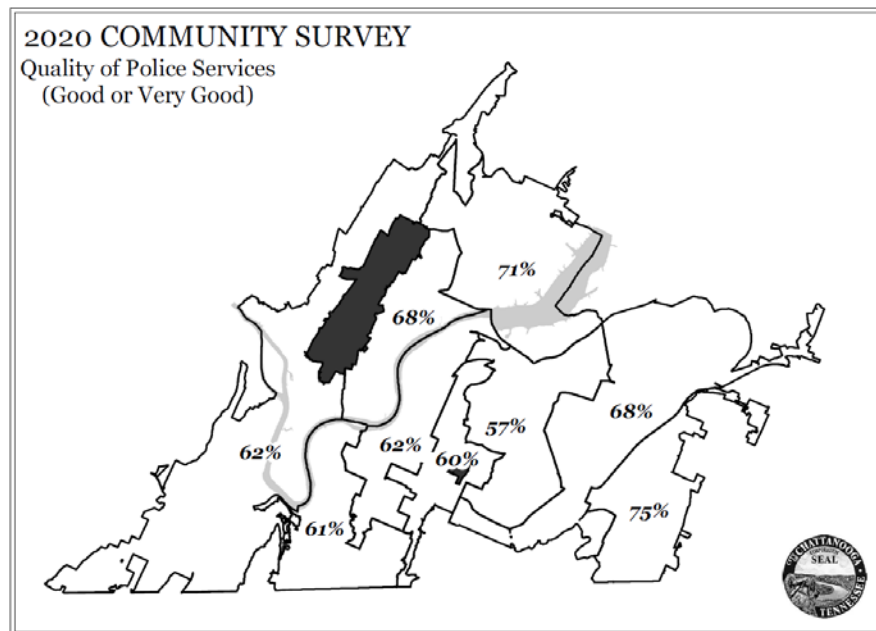 2020 COMMUNITY SURVEY
Quality of Police Services
(Good or Very Good)
71%
68%
68%
57%
62%
62%
60%
75%
61%
CHATTANOOGA
SEAL
TENNESSEE